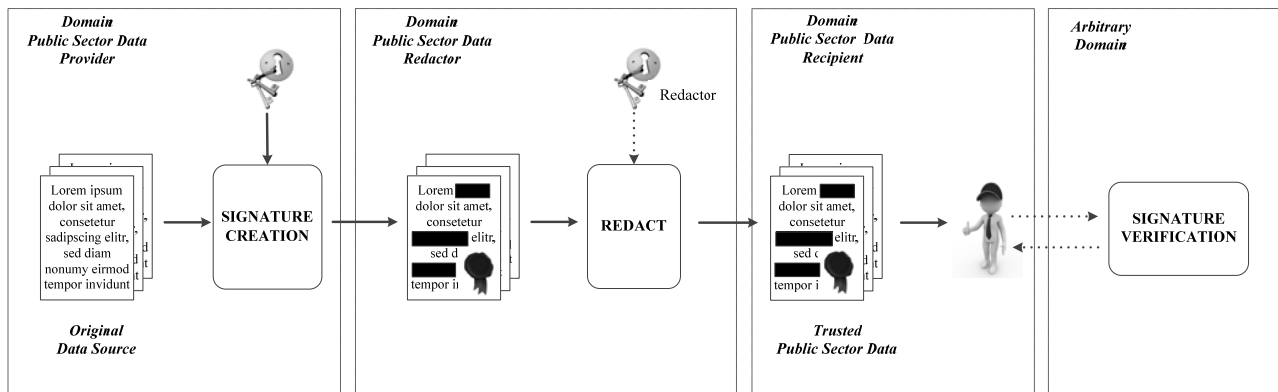 Domain
Public Sector Data
Provider
Lorem ipsum
dolor sit amet,
consetetur
sadipscing elitr,
sed diam
nonumy eirmod
tempor invidunt
SIGNATURE
CREATION
Original
Data Source
Domain
Public Sector Data
Redactor
Lorem
dolor sit amet,
consetetur
elitr,
sed d
tempor i
Redactor
REDACT
Domain
Public Sector Data
Recipient
Lorem
dolor sit amet,
consetetur
elitr,
sed
tempor i
Trusted
Public Sector Data
Arbitrary
Domain
SIGNATURE
VERIFICATION